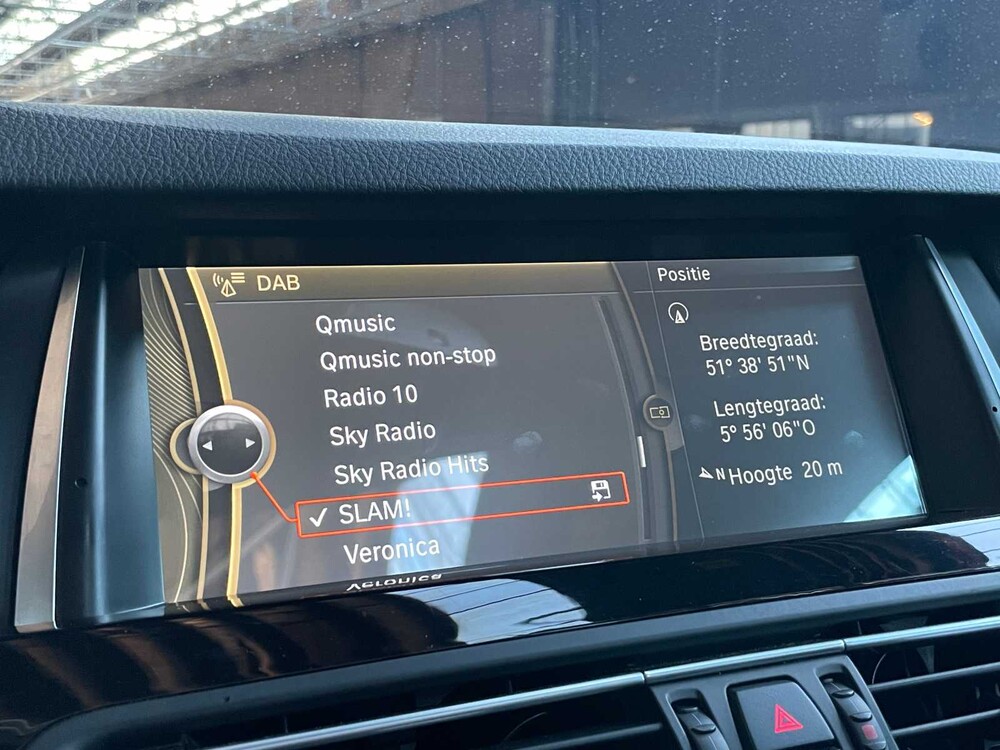 DAB
Qmusic
Qmusic non-stop
Radio 10
Sky Radio
Sky Radio Hits
✓ SLAM!
Veronica
Veronica
Positie
Breedtegraad:
51° 38' 51"N
Lengtegraad:
5° 56' 06"O
N Hoogte 20 m